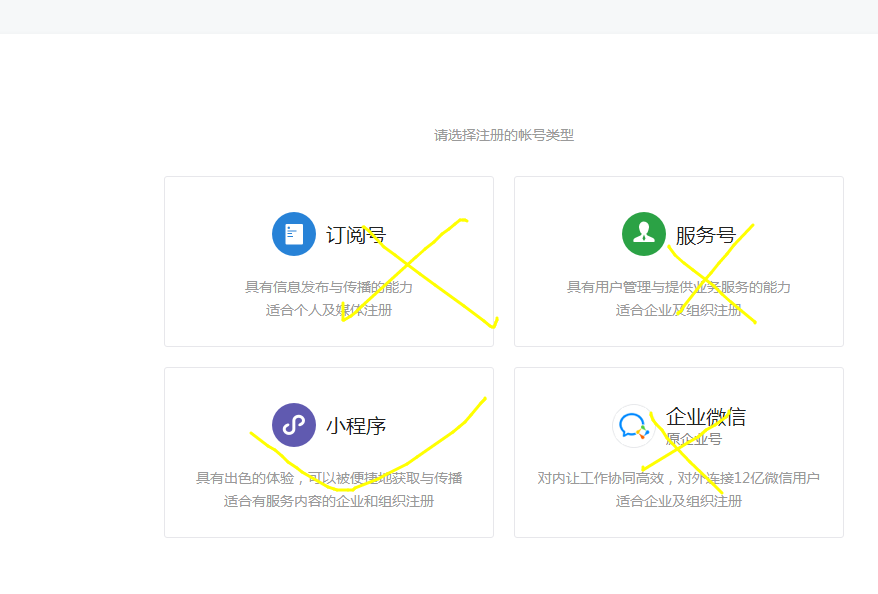 请选择注册的帐号类型
订阅号
具有信息发布与传播的能力
适合个人及媒体注册
服务号
具有用户管理与提供业务服务的能力
适合企业及组织注册
小程序
具有出色的体验，可以被便捷地获取与传播
适合有服务内容的企业和组织注册
企业微信
原企业号
对内让工作协同高效，对外连接12亿微信用户
适合企业及组织注册